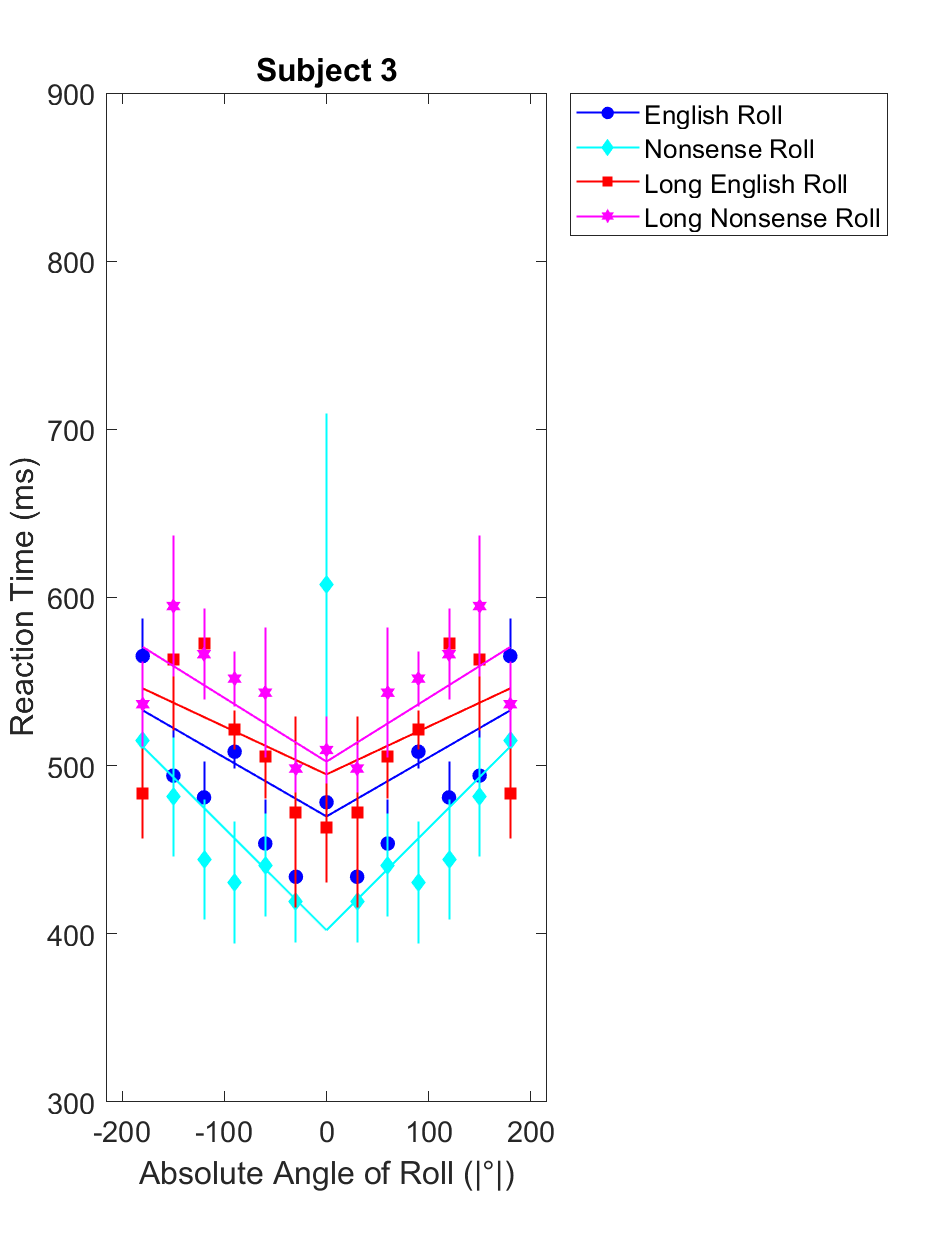 Subject 3
900
800
700
600
500
400
300
-200
-100
0
100
200
Reaction Time (ms)
Absolute Angle of Roll (|°|)
English Roll
Nonsense Roll
Long English Roll
Long Nonsense Roll